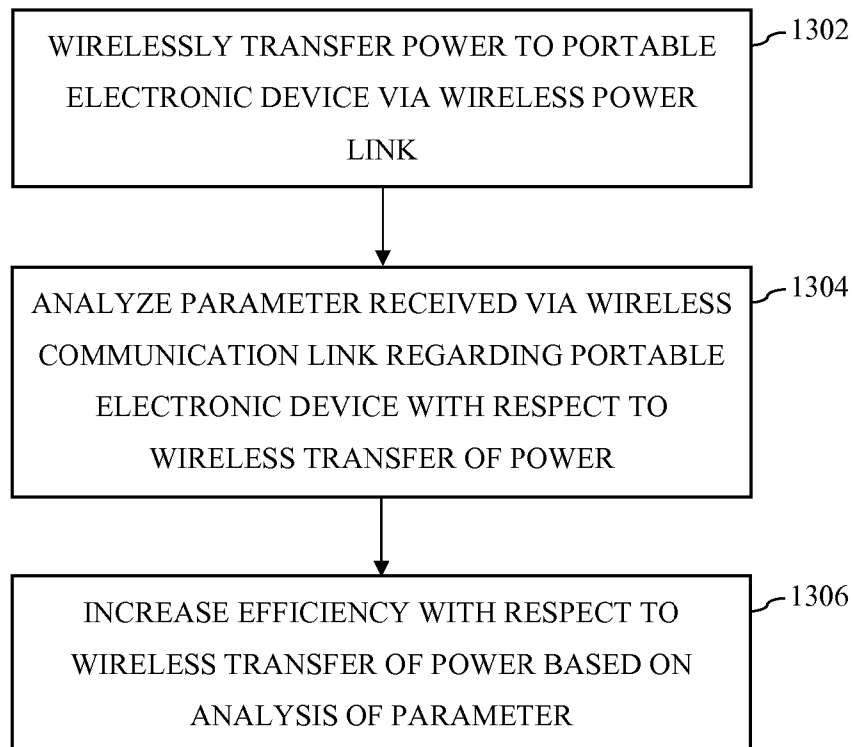 1302
WIRELESSLY TRANSFER POWER TO PORTABLE
ELECTRONIC DEVICE VIA WIRELESS POWER
LINK
1304
ANALYZE PARAMETER RECEIVED VIA WIRELESS
COMMUNICATION LINK REGARDING PORTABLE
ELECTRONIC DEVICE WITH RESPECT TO
WIRELESS TRANSFER OF POWER
1306
INCREASE EFFICIENCY WITH RESPECT TO
WIRELESS TRANSFER OF POWER BASED ON
ANALYSIS OF PARAMETER